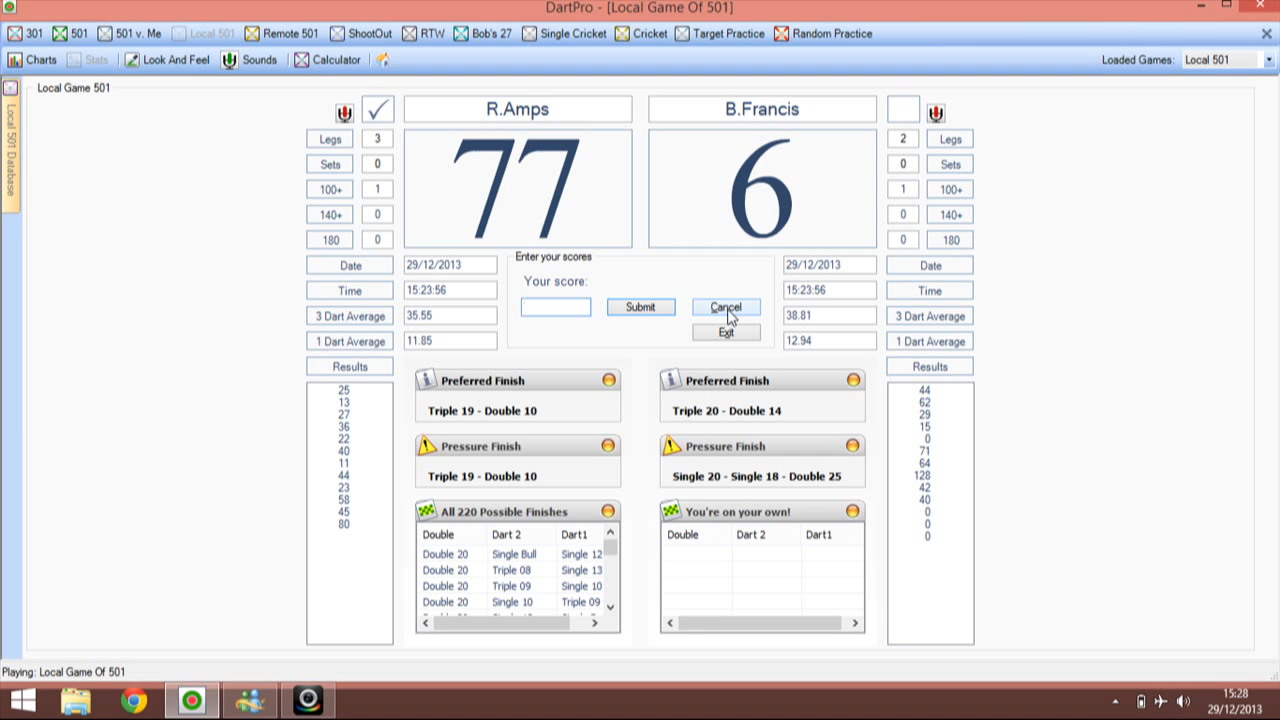 DartPro - [Local Game Of 501]
301 501 501 v. Me Local 501 Remote 501 ShootOut RTW Bob's 27 Single Cricket Cricket Target Practice Random Practice
Charts Stats Look And Feel Sounds Calculator Loaded Games: Local 501
Local Game 501
Local 501 Database
R.Amps B.Francis
77 6
Legs 3 2 Legs
Sets 0 0 Sets
100+ 1 1 100+
140+ 0 0 140+
180 0 0 180
Enter your scores
Date 29/12/2013 29/12/2013 Date
Your score:
Time 15:23:56 15:23:56 Time
Submit Cancel
3 Dart Average 35.55 38.81 3 Dart Average
Exit
1 Dart Average 11.85 12.94 1 Dart Average
Results Results
25
13
27
36
22
40
11
44
23
58
45
80
Preferred Finish
Triple 19 - Double 10
Pressure Finish
Triple 19 - Double 10
All 220 Possible Finishes
Double Dart 2 Dart1
Double 20 Single Bull Single 12
Double 20 Triple 08 Single 13
Double 20 Triple 09 Single 10
Double 20 Single 10 Triple 09
Preferred Finish
Triple 20 - Double 14
Pressure Finish
Single 20 - Single 18 - Double 25
You're on your own!
Double Dart 2 Dart1
44
62
29
15
0
71
64
128
42
40
0
0
0
Playing: Local Game Of 501
15:28
29/12/2013